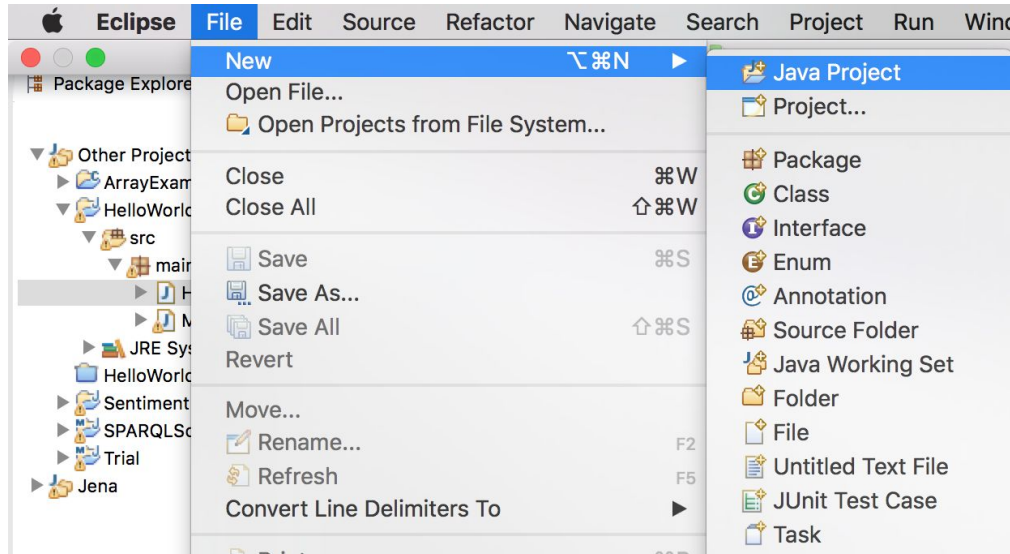 Eclipse File Edit Source Refactor Navigate Search Project Run
Package Explore
Other Project
ArrayExam
HelloWorld
src
main
JRE Sys
HelloWorld
Sentiment
SPARQLSc
Trial
Jena
New ⌥⌘N ▶
Open File...
Open Projects from File System...
Close ⌘W
Close All ⇧⌘W
Save ⌘S
Save As...
Save All ⇧⌘S
Revert
Move...
Rename... F2
Refresh F5
Convert Line Delimiters To ▶
Java Project
Project...
Package
Class
Interface
Enum
Annotation
Source Folder
Java Working Set
Folder
File
Untitled Text File
JUnit Test Case
Task